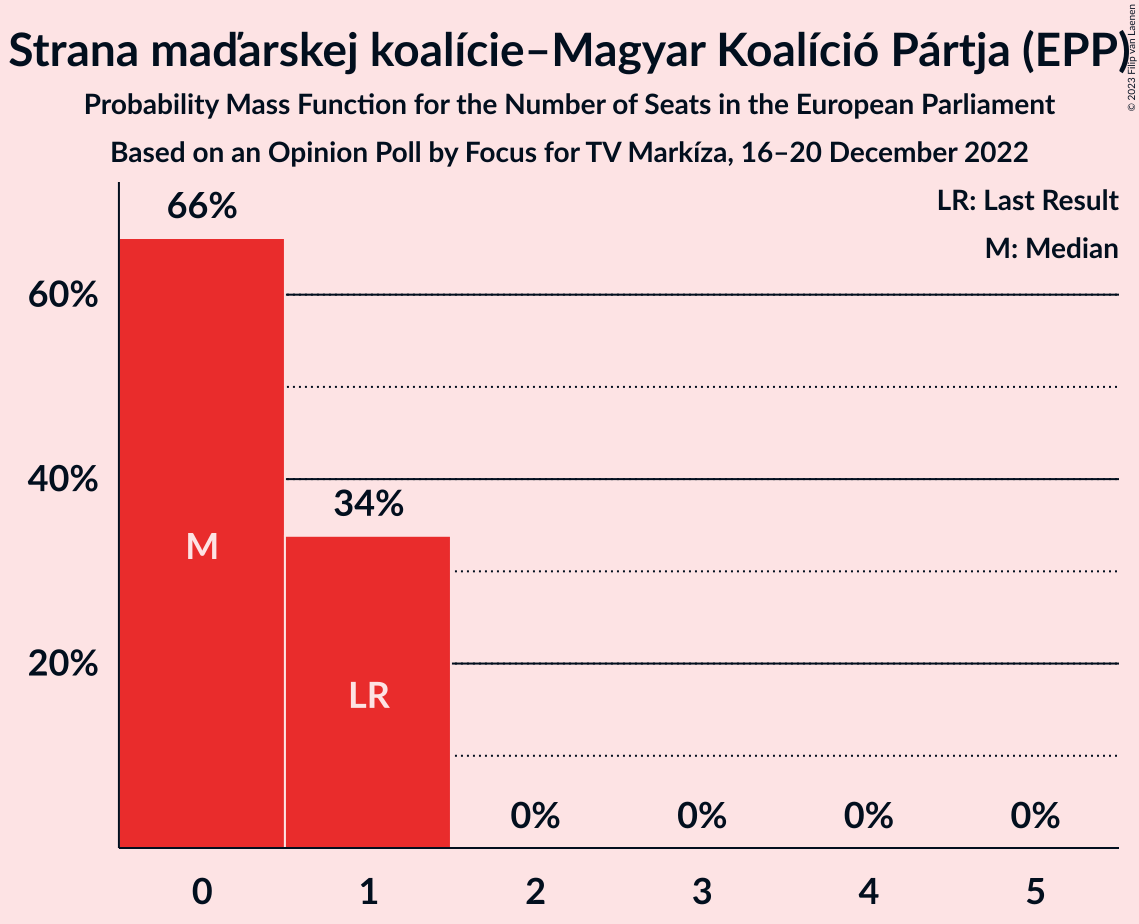 Strana maďarskej koalície–Magyar Koalíció Pártja (EPP)
© 2023 Filip van Laenen
Probability Mass Function for the Number of Seats in the European Parliament
Based on an Opinion Poll by Focus for TV Markíza, 16–20 December 2022
LR: Last Result
M: Median
66%
60%
40%
34%
M
20%
LR
0% 0% 0% 0%
0 1 2 3 4 5